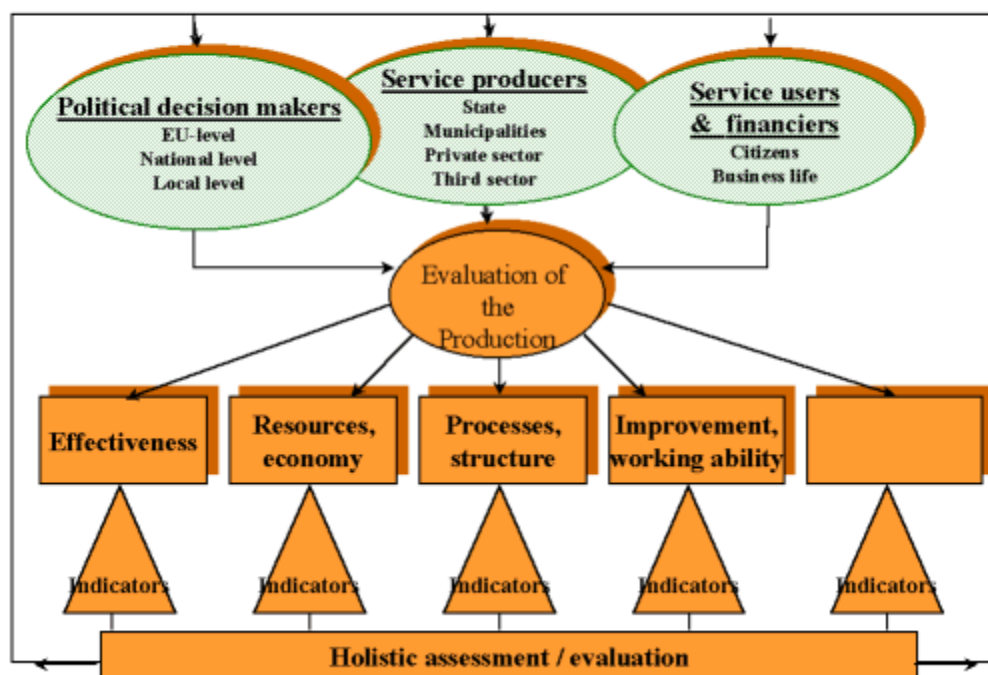 Political decision makers
EU-level
National level
Local level
Service producers
State
Municipalities
Private sector
Third sector
Service users
& financiers
Citizens
Business life
Evaluation of
the
Production
Effectiveness
Resources,
economy
Processes,
structure
Improvement,
working ability
Indicators
Indicators
Indicators
Indicators
Indicators
Holistic assessment / evaluation